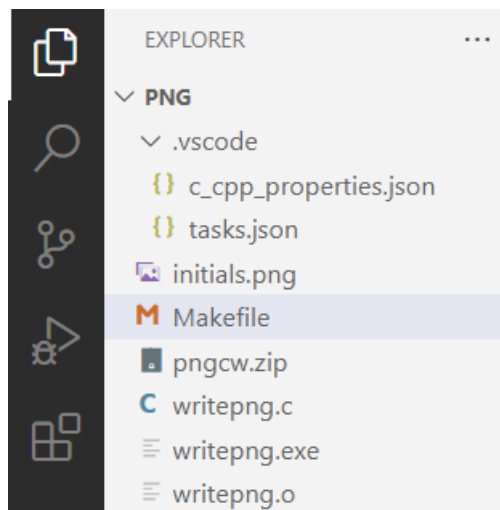 EXPLORER ...
PNG
.vscode
{} c_cpp_properties.json
{} tasks.json
initials.png
M Makefile
pngcw.zip
C writepng.c
writepng.exe
writepng.o